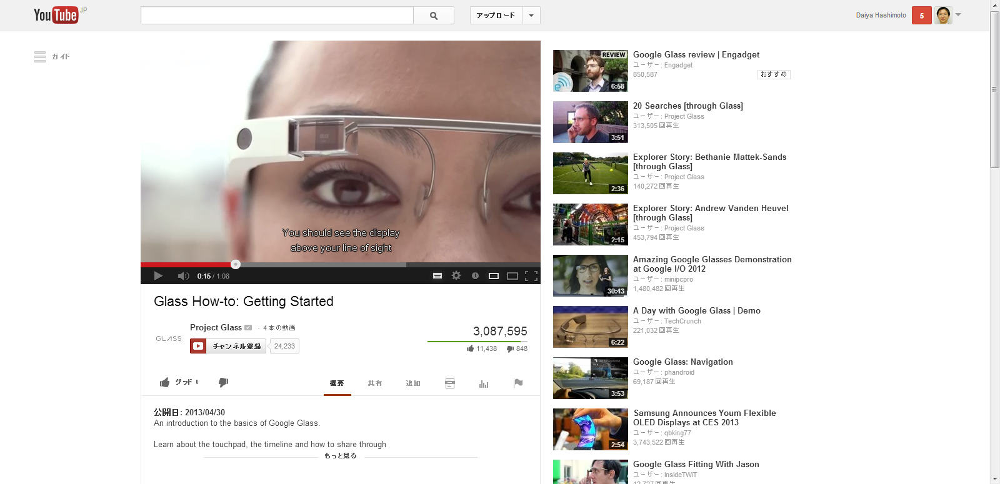 YouTube JP
アップロード
Daiya Hashimoto
5
ガイド
You should see the display
above your line of sight
0:15 / 1:08
Glass How-to: Getting Started
GLASS
Project Glass · 4 本の動画
チャンネル登録 24,233
3,087,595
11,438 848
グッド！
概要 共有 追加
公開日: 2013/04/30
An introduction to the basics of Google Glass.
Learn about the touchpad, the timeline and how to share through
もっと見る
REVIEW
6:58
Google Glass review | Engadget
ユーザー: Engadget
850,587
おすすめ
3:51
20 Searches [through Glass]
ユーザー: Project Glass
313,505 回再生
2:36
Explorer Story: Bethanie Mattek-Sands
[through Glass]
ユーザー: Project Glass
140,272 回再生
2:15
Explorer Story: Andrew Vanden Heuvel
[through Glass]
ユーザー: Project Glass
453,794 回再生
30:43
Amazing Google Glasses Demonstration
at Google I/O 2012
ユーザー: minipcpro
1,480,482 回再生
6:22
A Day with Google Glass | Demo
ユーザー: TechCrunch
221,032 回再生
3:53
Google Glass: Navigation
ユーザー: phandroid
69,187 回再生
2:54
Samsung Announces Youm Flexible
OLED Displays at CES 2013
ユーザー: qbking77
3,743,522 回再生
Google Glass Fitting With Jason
ユーザー: InsideTWiT
12,727 回再生